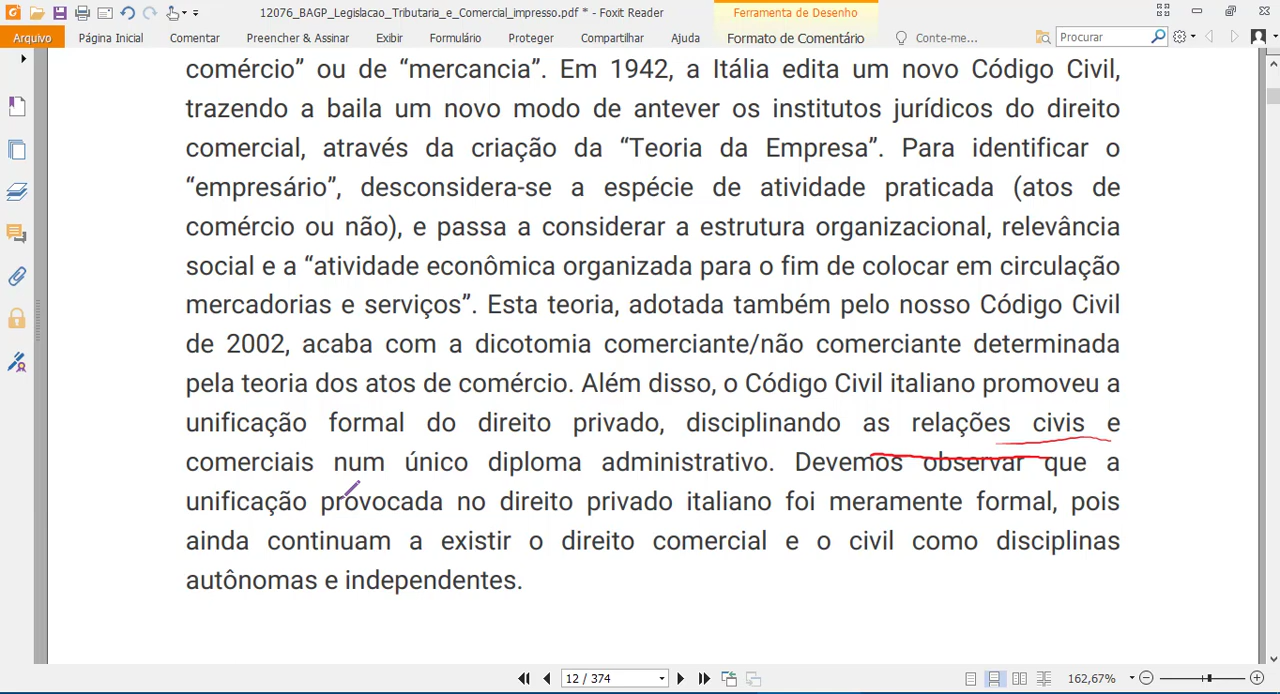 12076_BAGP_Legislacao_Tributaria_e_Comercial_impresso.pdf * - Foxit Reader
Ferramenta de Desenho
Arquivo Página Inicial Comentar Preencher & Assinar Exibir Formulário Proteger Compartilhar Ajuda Formato de Comentário Conte-me... Procurar
comércio” ou de “mercancia”. Em 1942, a Itália edita um novo Código Civil,
trazendo a baila um novo modo de antever os institutos jurídicos do direito
comercial, através da criação da “Teoria da Empresa”. Para identificar o
“empresário”, desconsidera-se a espécie de atividade praticada (atos de
comércio ou não), e passa a considerar a estrutura organizacional, relevância
social e a “atividade econômica organizada para o fim de colocar em circulação
mercadorias e serviços”. Esta teoria, adotada também pelo nosso Código Civil
de 2002, acaba com a dicotomia comerciante/não comerciante determinada
pela teoria dos atos de comércio. Além disso, o Código Civil italiano promoveu a
unificação formal do direito privado, disciplinando as relações civis e
comerciais num único diploma administrativo. Devemos observar que a
unificação provocada no direito privado italiano foi meramente formal, pois
ainda continuam a existir o direito comercial e o civil como disciplinas
autônomas e independentes.
12 / 374
162,67%